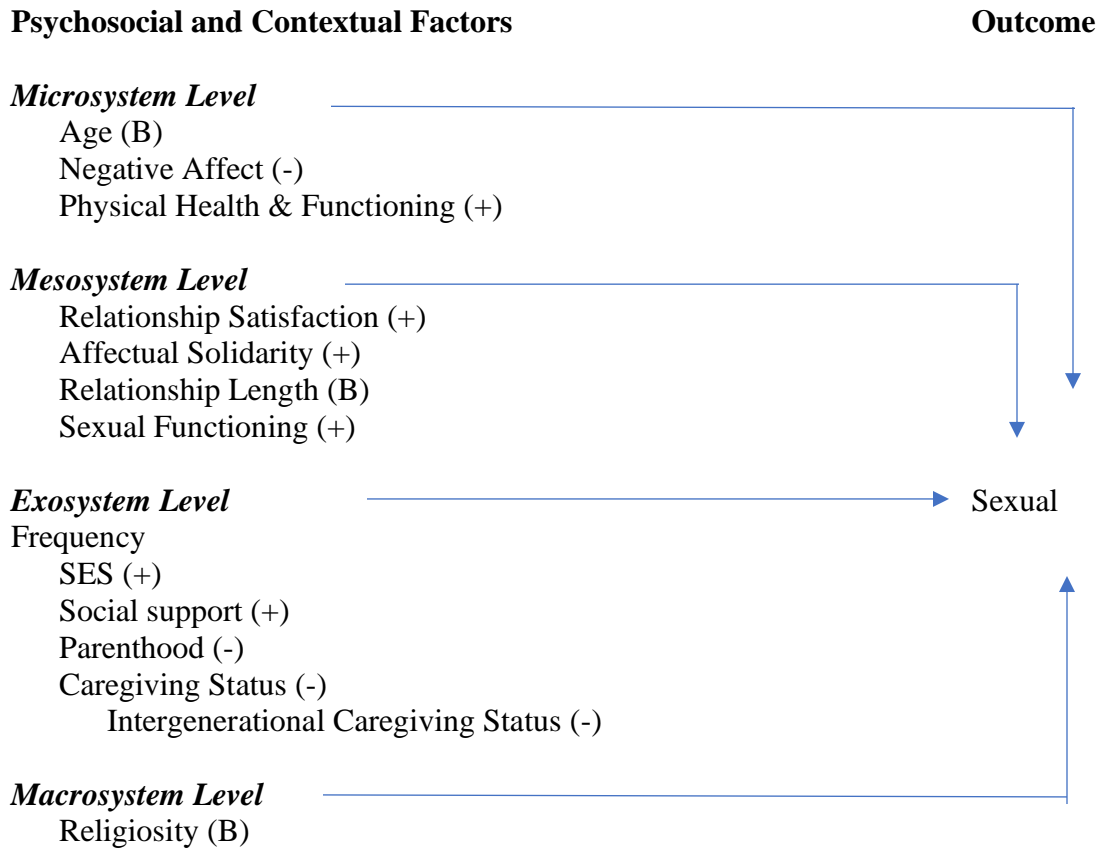 Psychosocial and Contextual Factors Outcome
Microsystem Level
Age (B)
Negative Affect (-)
Physical Health & Functioning (+)
Mesosystem Level
Relationship Satisfaction (+)
Affectual Solidarity (+)
Relationship Length (B)
Sexual Functioning (+)
Exosystem Level Sexual
Frequency
SES (+)
Social support (+)
Parenthood (-)
Caregiving Status (-)
Intergenerational Caregiving Status (-)
Macrosystem Level
Religiosity (B)